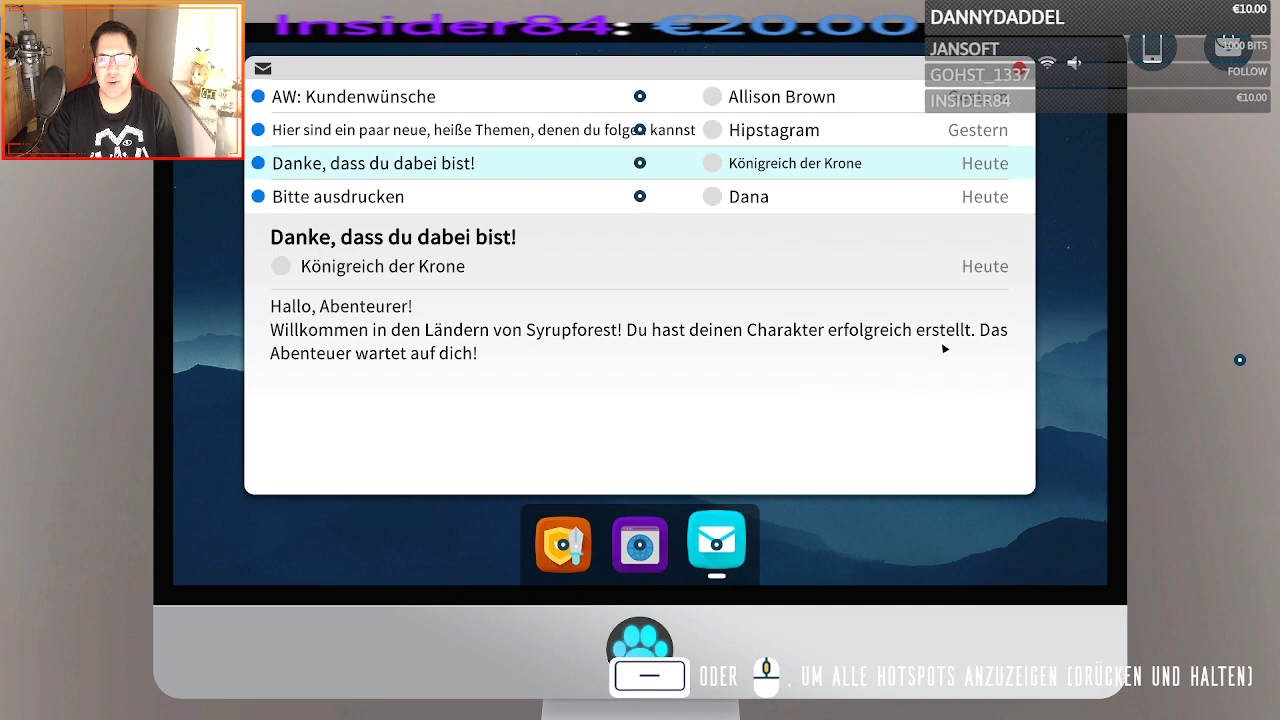 Insider84: €20.00
DANNYDADDEL €10.00
JANSOFT 1000 BITS
GOHST_1337 FOLLOW
INSIDER84 €10.00
AW: Kundenwünsche Allison Brown Gestern
Hier sind ein paar neue, heiße Themen, denen du folgen kannst Hipstagram Gestern
Danke, dass du dabei bist! Königreich der Krone Heute
Bitte ausdrucken Dana Heute
Danke, dass du dabei bist!
Königreich der Krone Heute
Hallo, Abenteurer!
Willkommen in den Ländern von Syrupforest! Du hast deinen Charakter erfolgreich erstellt. Das
Abenteuer wartet auf dich!
ODER . UM ALLE HOTSPOTS ANZUZEIGEN (DRÜCKEN UND HALTEN)